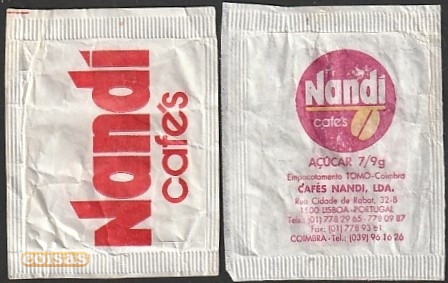 Nandi
cafés
coisas
Nandi
cafés
AÇÚCAR 7/9g
Empacotamento TOMO-Coimbra
CAFÉS NANDI, LDA.
Rua Cidade de Rabat, 32-B
1500 LISBOA - PORTUGAL
Tels.: (01) 778 29 65 - 778 09 87
Fax: (01) 778 93 61
COIMBRA - Tel.: (039) 96 16 26